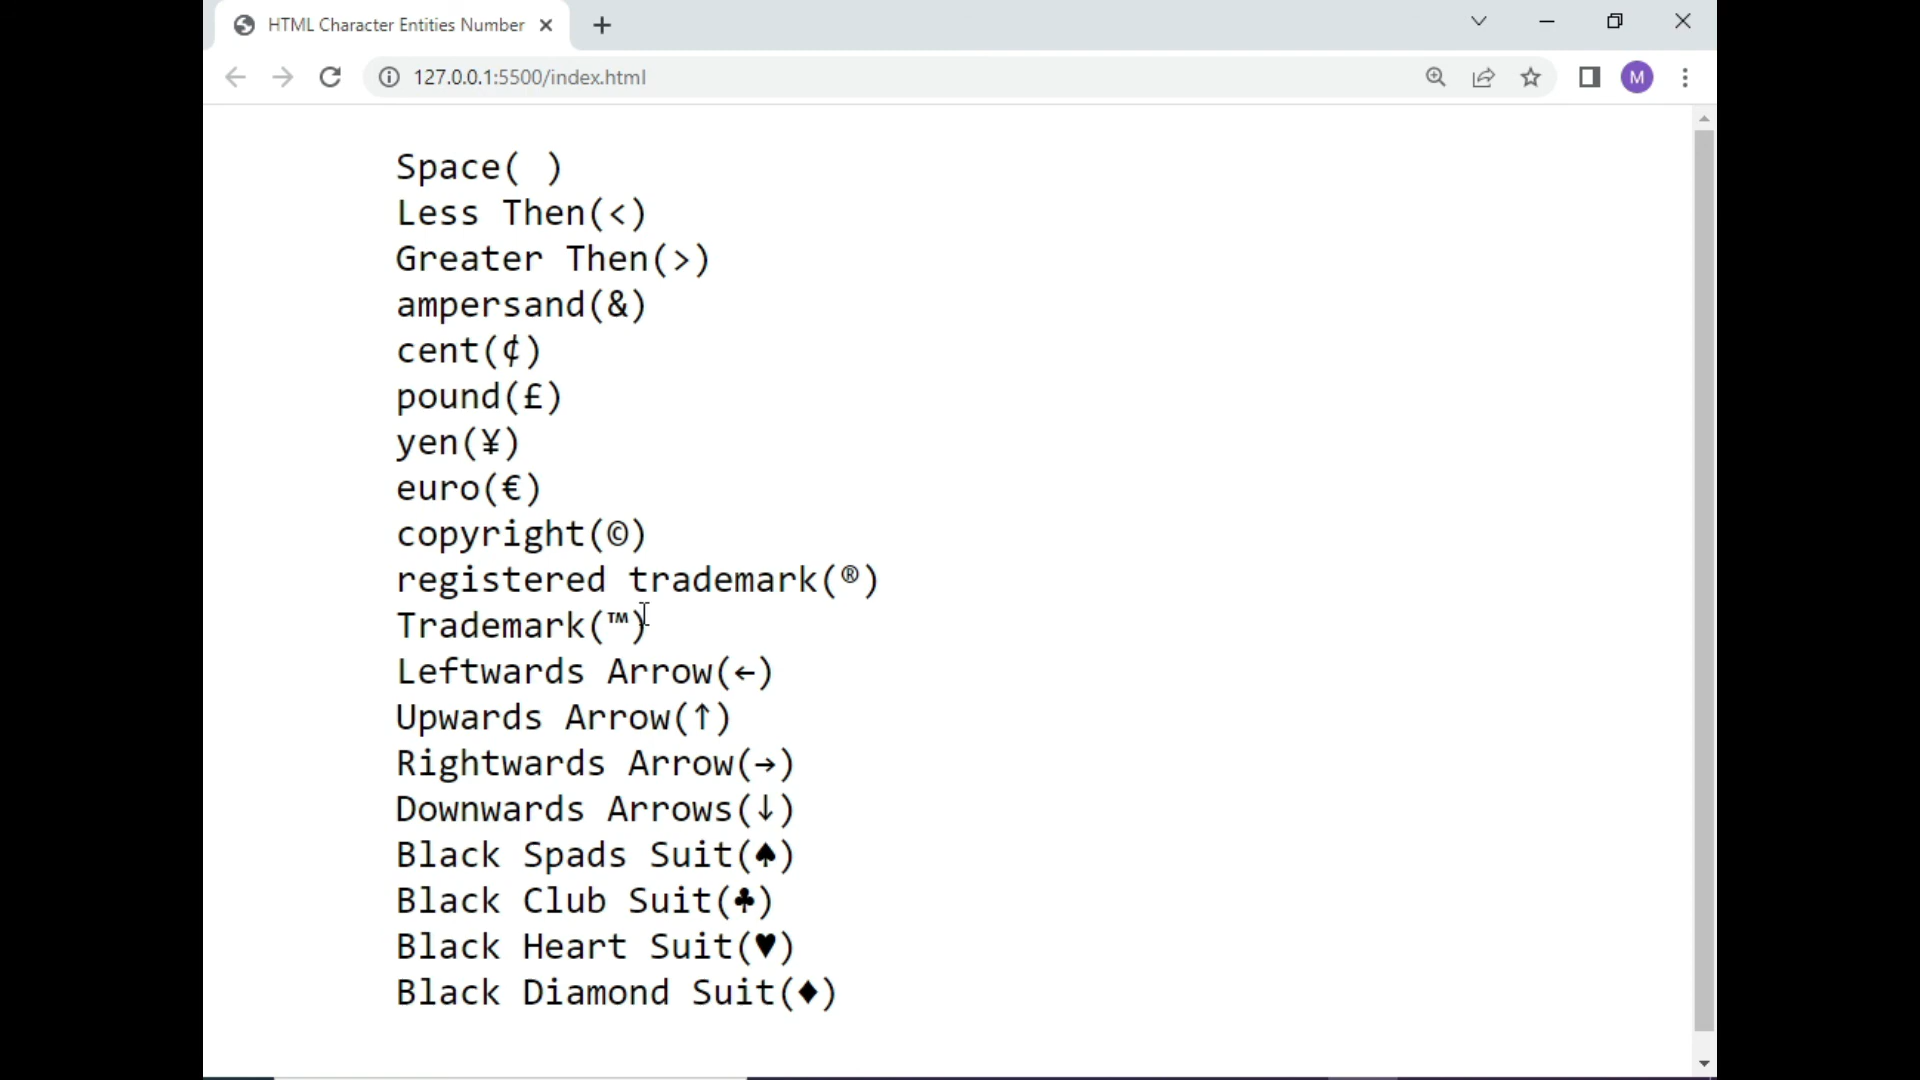 HTML Character Entities Number
127.0.0.1:5500/index.html
M
Space( )
Less Then(<)
Greater Then(>)
ampersand(&)
cent(¢)
pound(£)
yen(¥)
euro(€)
copyright(©)
registered trademark(®)
Trademark(™)
Leftwards Arrow(←)
Upwards Arrow(↑)
Rightwards Arrow(→)
Downwards Arrows(↓)
Black Spads Suit(♠)
Black Club Suit(♣)
Black Heart Suit(♥)
Black Diamond Suit(♦)